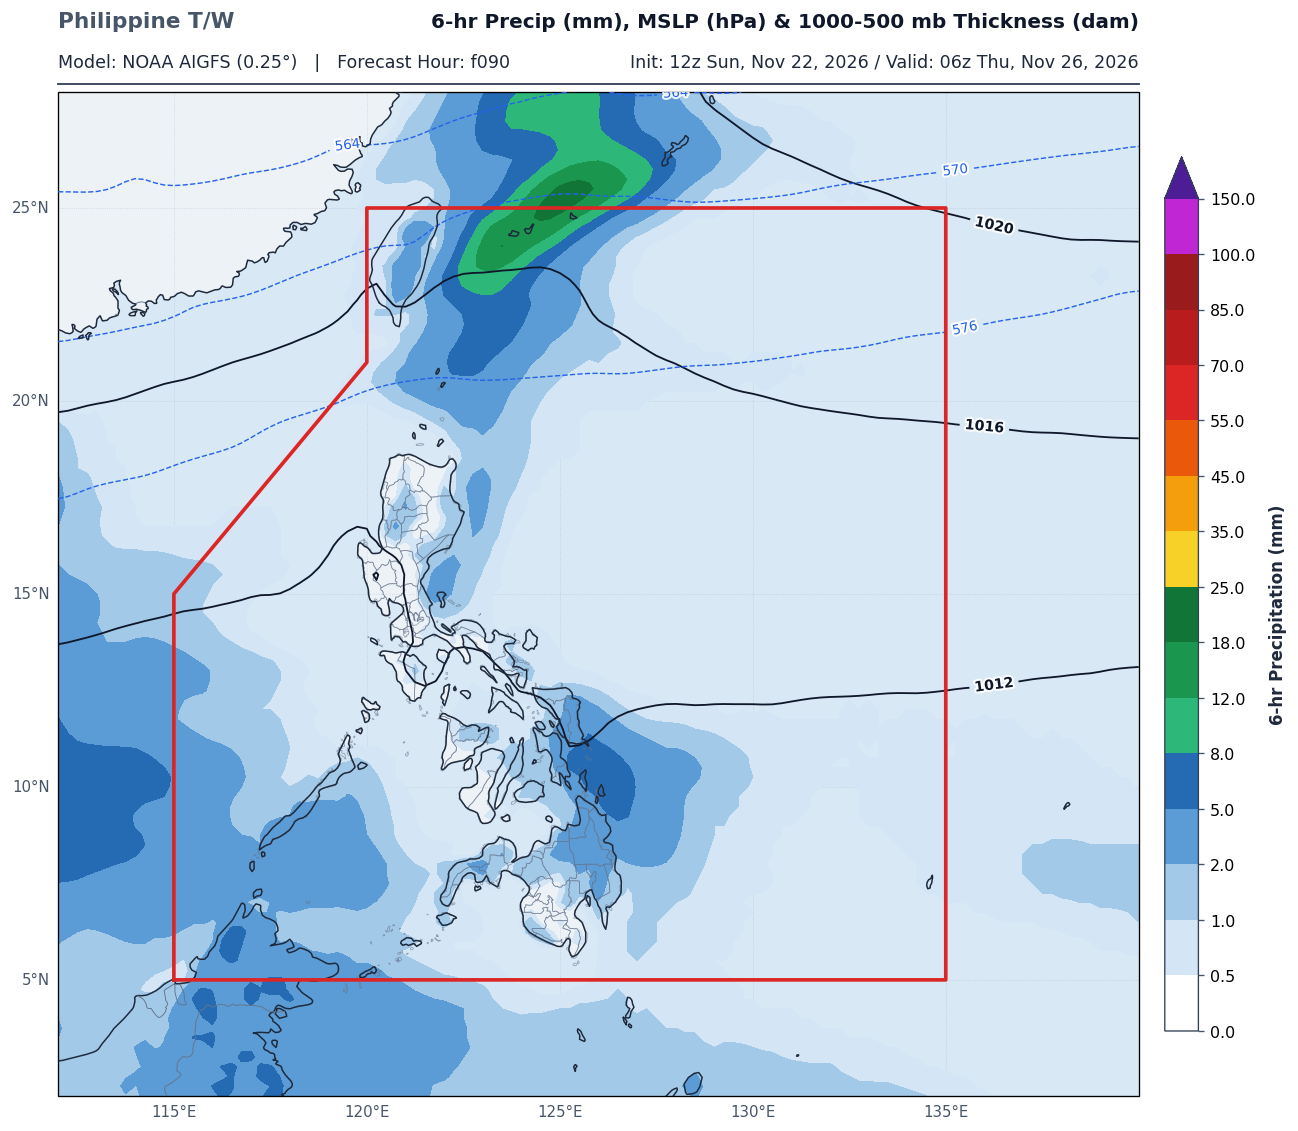 Philippine T/W
6-hr Precip (mm), MSLP (hPa) & 1000-500 mb Thickness (dam)
Model: NOAA AIGFS (0.25°) | Forecast Hour: f090
Init: 12z Sun, Nov 22, 2026 / Valid: 06z Thu, Nov 26, 2026
564
564
570
1020
576
1016
1012
25°N
20°N
15°N
10°N
5°N
115°E
120°E
125°E
130°E
135°E
150.0
100.0
85.0
70.0
55.0
45.0
35.0
25.0
18.0
12.0
8.0
5.0
2.0
1.0
0.5
0.0
6-hr Precipitation (mm)